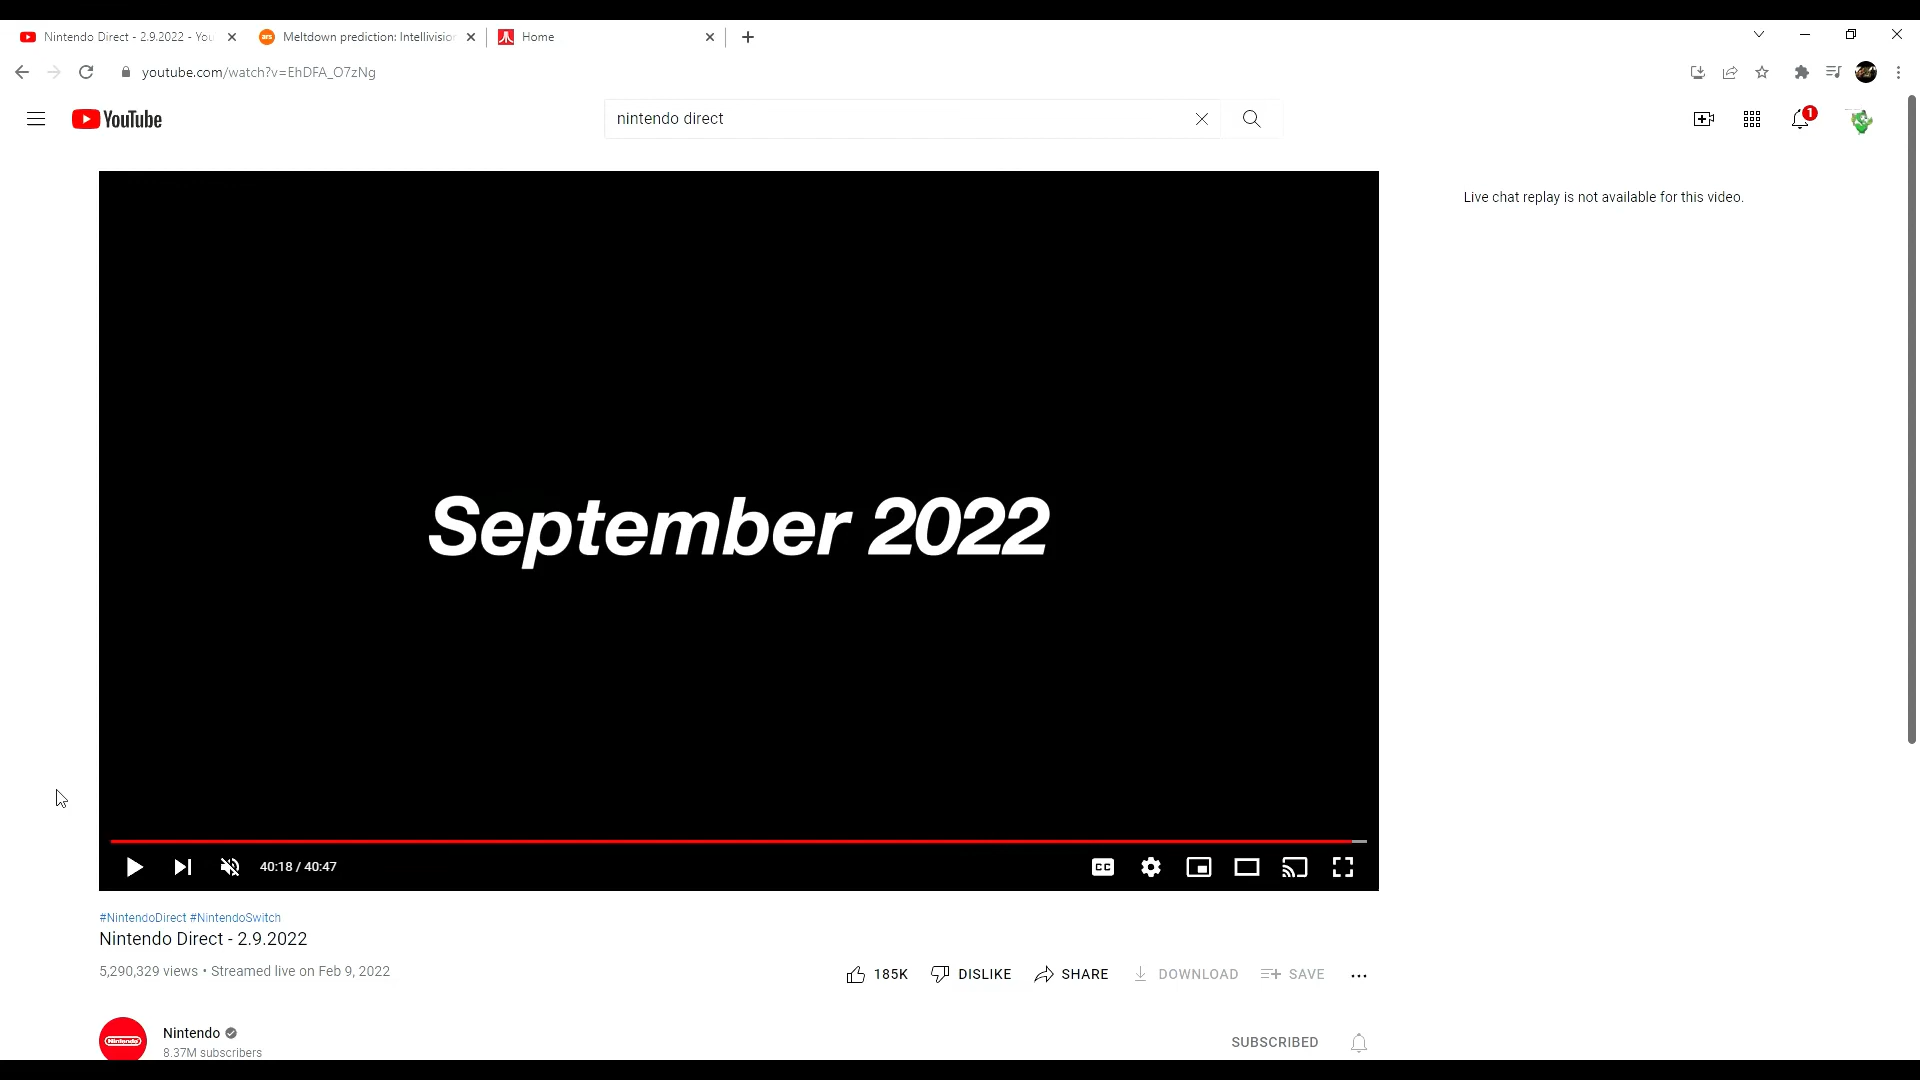 Nintendo Direct - 2.9.2022 - You
Meltdown prediction: Intellivision
Home
youtube.com/watch?v=EhDFA_O7zNg
YouTube
nintendo direct
1
Live chat replay is not available for this video.
September 2022
40:18 / 40:47
CC
#NintendoDirect #NintendoSwitch
Nintendo Direct - 2.9.2022
5,290,329 views • Streamed live on Feb 9, 2022
185K
DISLIKE
SHARE
DOWNLOAD
SAVE
Nintendo
Nintendo
8.37M subscribers
SUBSCRIBED